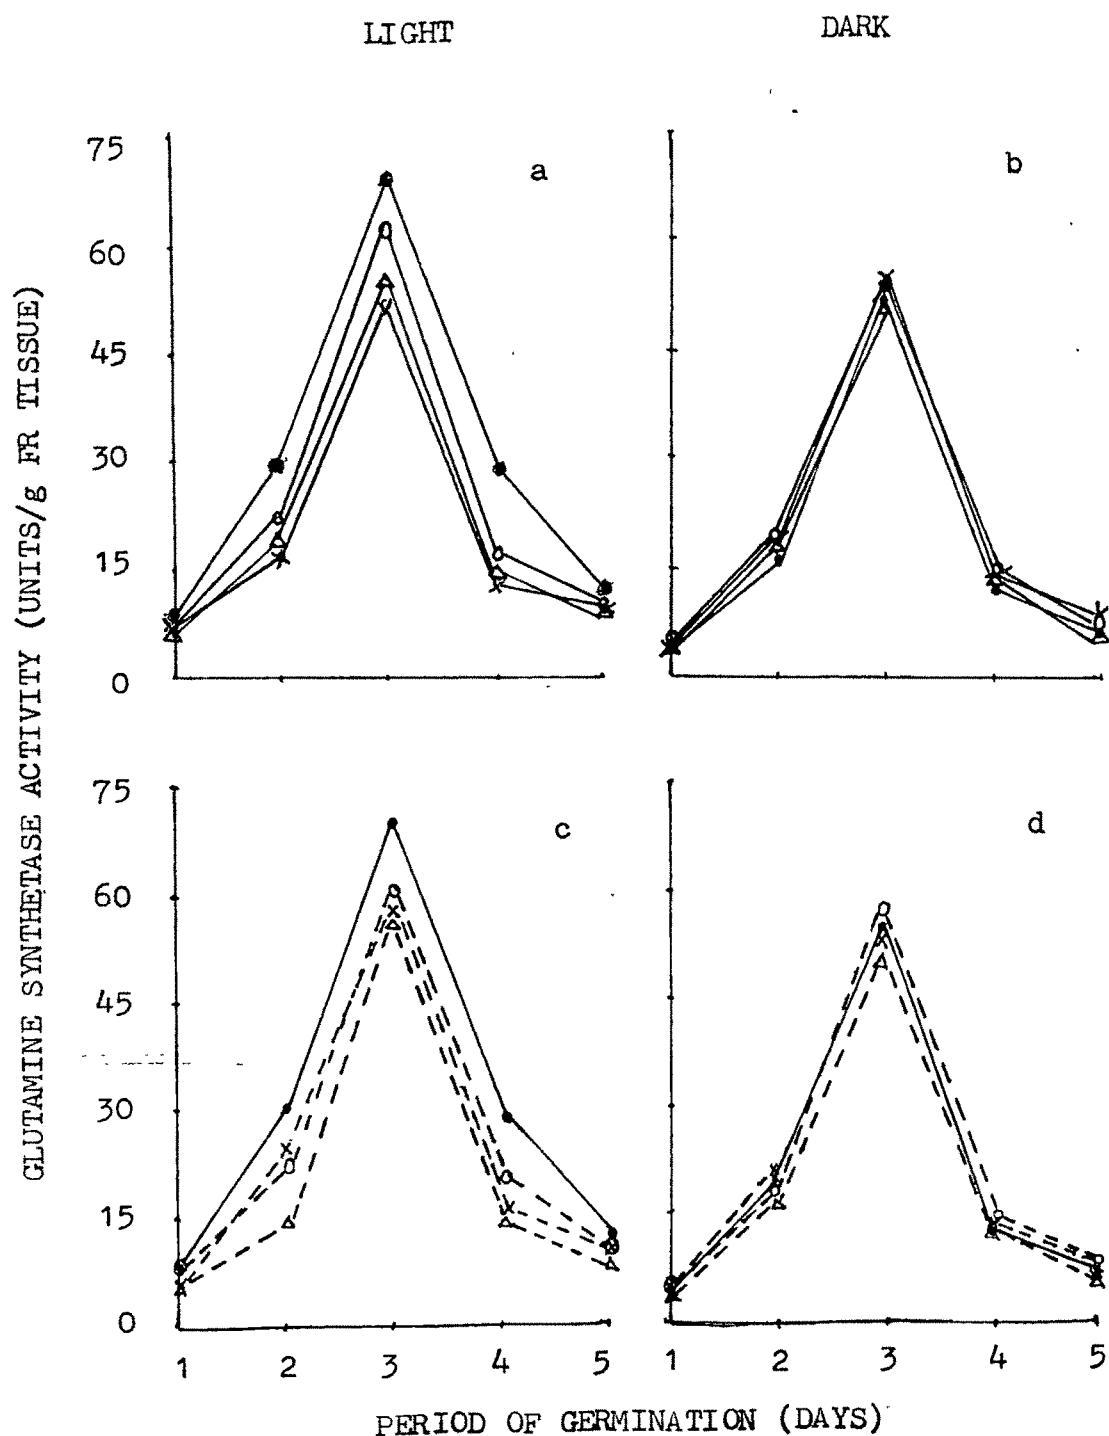 LIGHT
DARK
75
60
45
30
15
0
a
b
GLUTAMINE SYNTHETASE ACTIVITY (UNITS/g FR TISSUE)
75
60
45
30
15
0
c
d
1 2 3 4 5
1 2 3 4 5
PERIOD OF GERMINATION (DAYS)